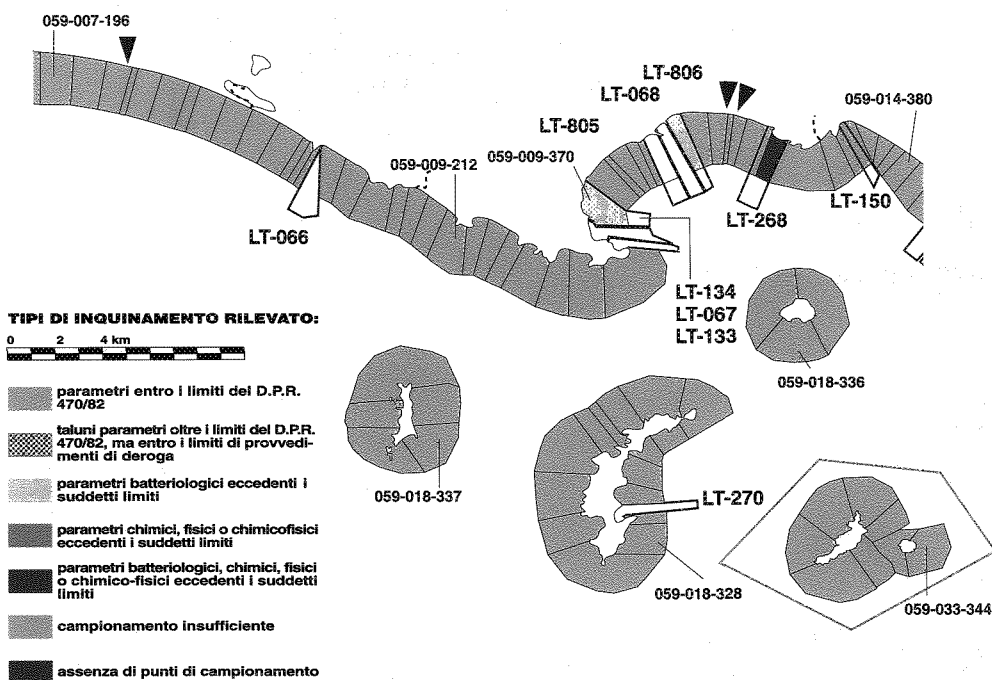 059-007-196
LT-806
LT-068
059-014-380
LT-805
059-009-370
059-009-212
LT-066
LT-268
LT-150
LT-134
LT-067
LT-133
TIPI DI INQUINAMENTO RILEVATO:
0 2 4 km
059-018-336
parametri entro i limiti del D.P.R.
470/82
taluni parametri oltre i limiti del D.P.R.
470/82, ma entro i limiti di provvedi-
menti di deroga
parametri batteriologici eccedenti i
suddetti limiti
059-018-337
LT-270
parametri chimici, fisici o chimicofisici
eccedenti i suddetti limiti
parametri batteriologici, chimici, fisici
o chimico-fisici eccedenti i suddetti
limiti
059-018-328
059-033-344
campionamento insufficiente
assenza di punti di campionamento